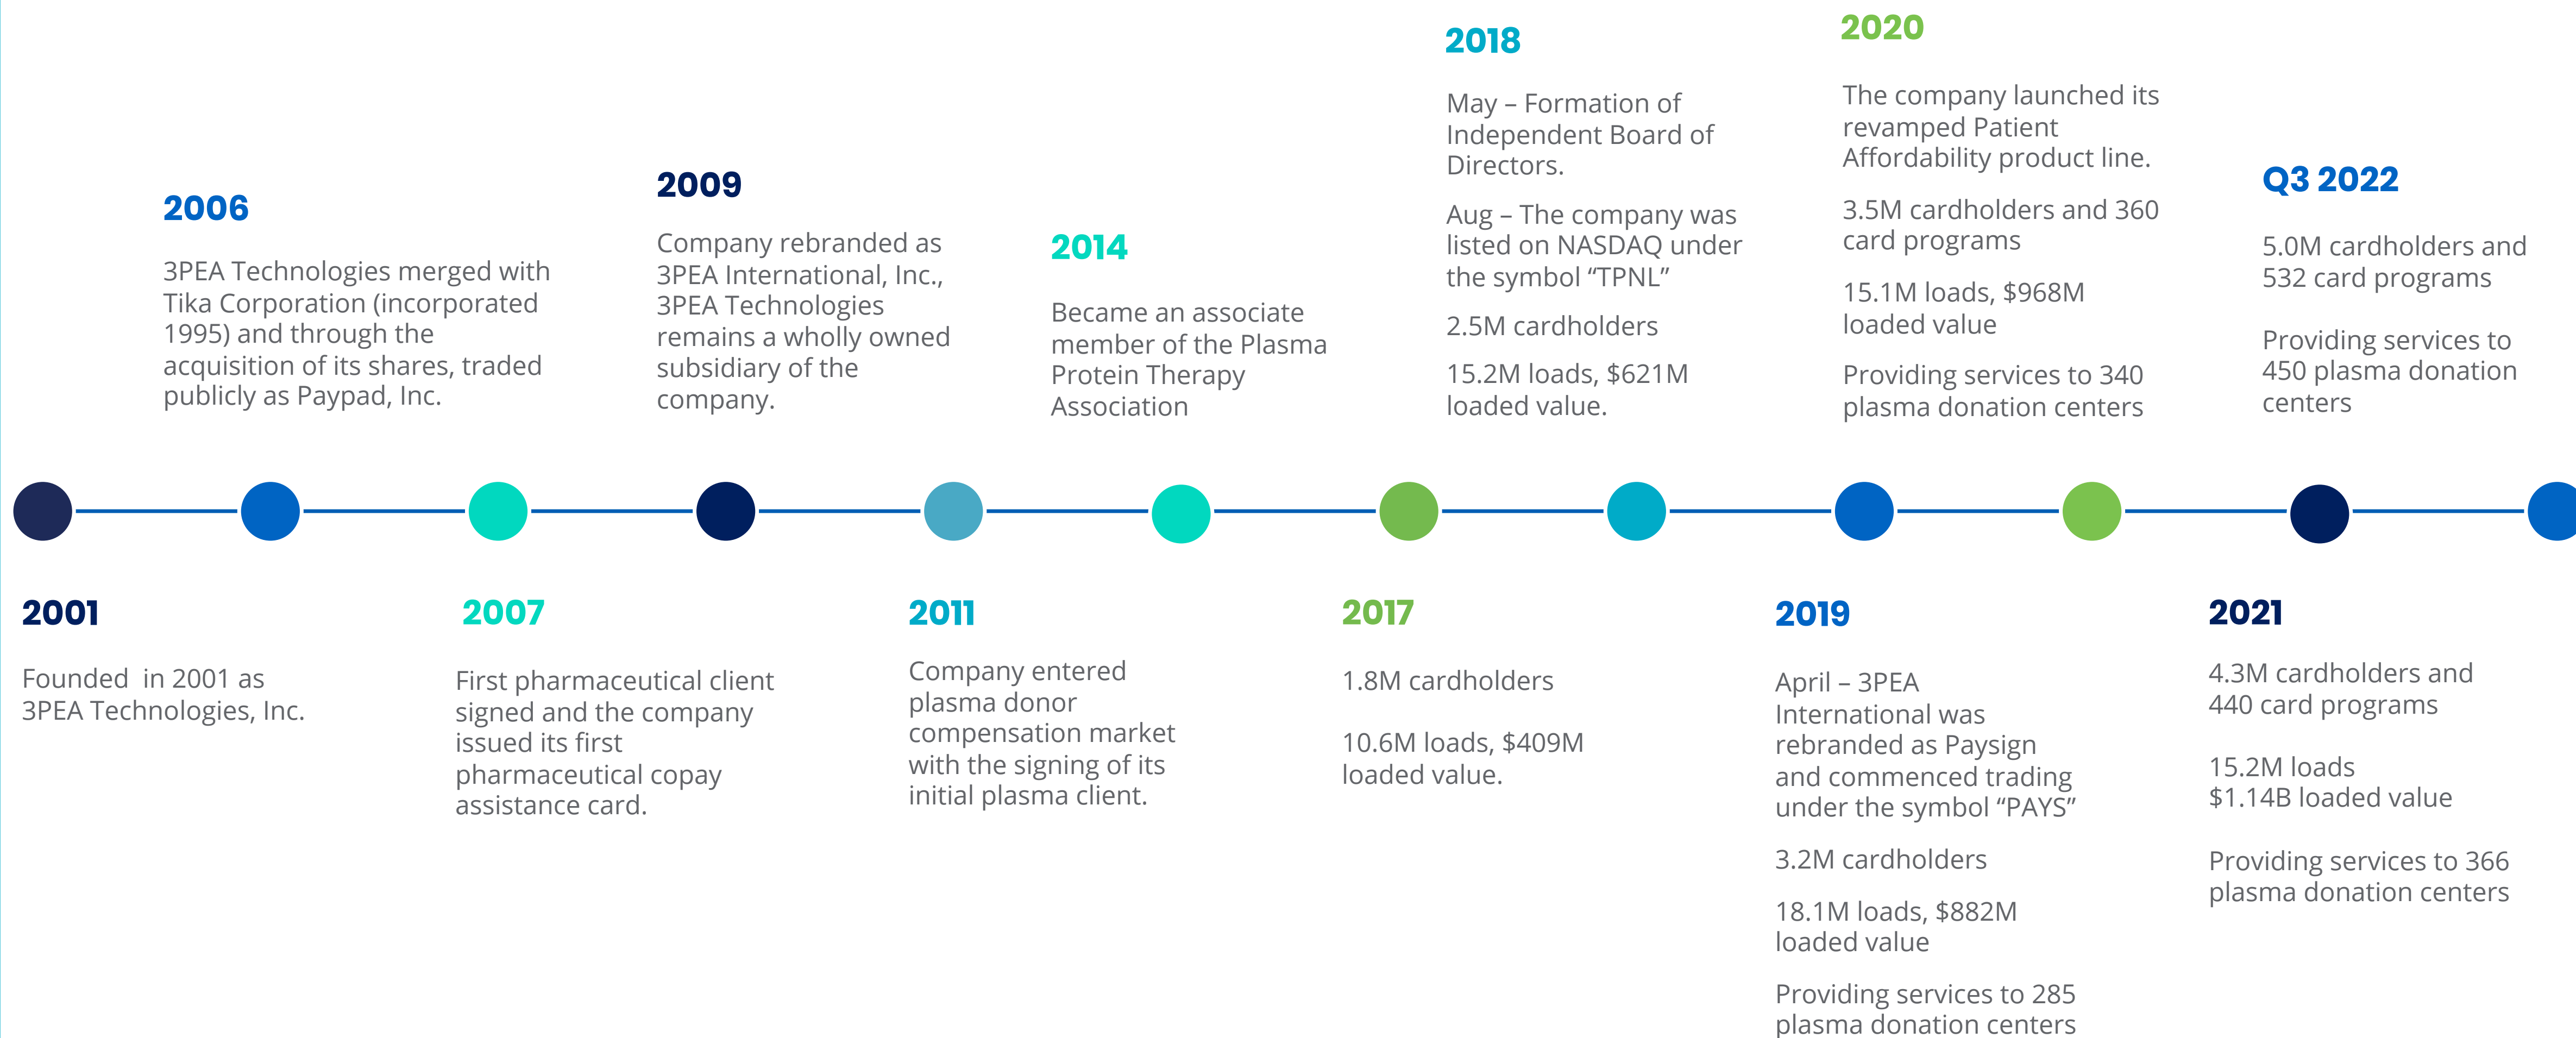 2006
3PEA Technologies merged with
Tika Corporation (incorporated
1995) and through the
acquisition of its shares, traded
publicly as Paypad, Inc.
2009
Company rebranded as
3PEA International, Inc.,
3PEA Technologies
remains a wholly owned
subsidiary of the
company.
2014
Became an associate
member of the Plasma
Protein Therapy
Association
2018
May – Formation of
Independent Board of
Directors.
Aug – The company was
listed on NASDAQ under
the symbol “TPNL”
2.5M cardholders
15.2M loads, $621M
loaded value.
2020
The company launched its
revamped Patient
Affordability product line.
3.5M cardholders and 360
card programs
15.1M loads, $968M
loaded value
Providing services to 340
plasma donation centers
Q3 2022
5.0M cardholders and
532 card programs
Providing services to
450 plasma donation
centers
2001
Founded  in 2001 as
3PEA Technologies, Inc.
2007
First pharmaceutical client
signed and the company
issued its first
pharmaceutical copay
assistance card.
2011
Company entered
plasma donor
compensation market
with the signing of its
initial plasma client.
2017
1.8M cardholders
10.6M loads, $409M
loaded value.
2019
April – 3PEA
International was
rebranded as Paysign
and commenced trading
under the symbol “PAYS”
3.2M cardholders
18.1M loads, $882M
loaded value
Providing services to 285
plasma donation centers
2021
4.3M cardholders and
440 card programs
15.2M loads
$1.14B loaded value
Providing services to 366
plasma donation centers